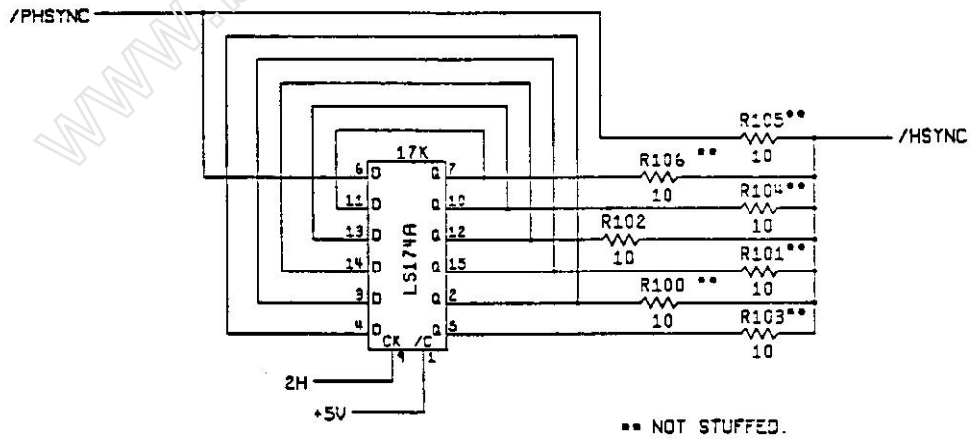 /PHSYNC
www.
R105**
10
/HSYNC
R106 **
10
17K
6 D Q 7
R104**
10
11 D Q 10
R102
10
13 D Q 12
LS174A
14 D Q 15
R101**
10
3 D Q 2
R100 **
10
4 D Q 5
R103**
10
CK /C
9 1
2H
+5V
** NOT STUFFED.